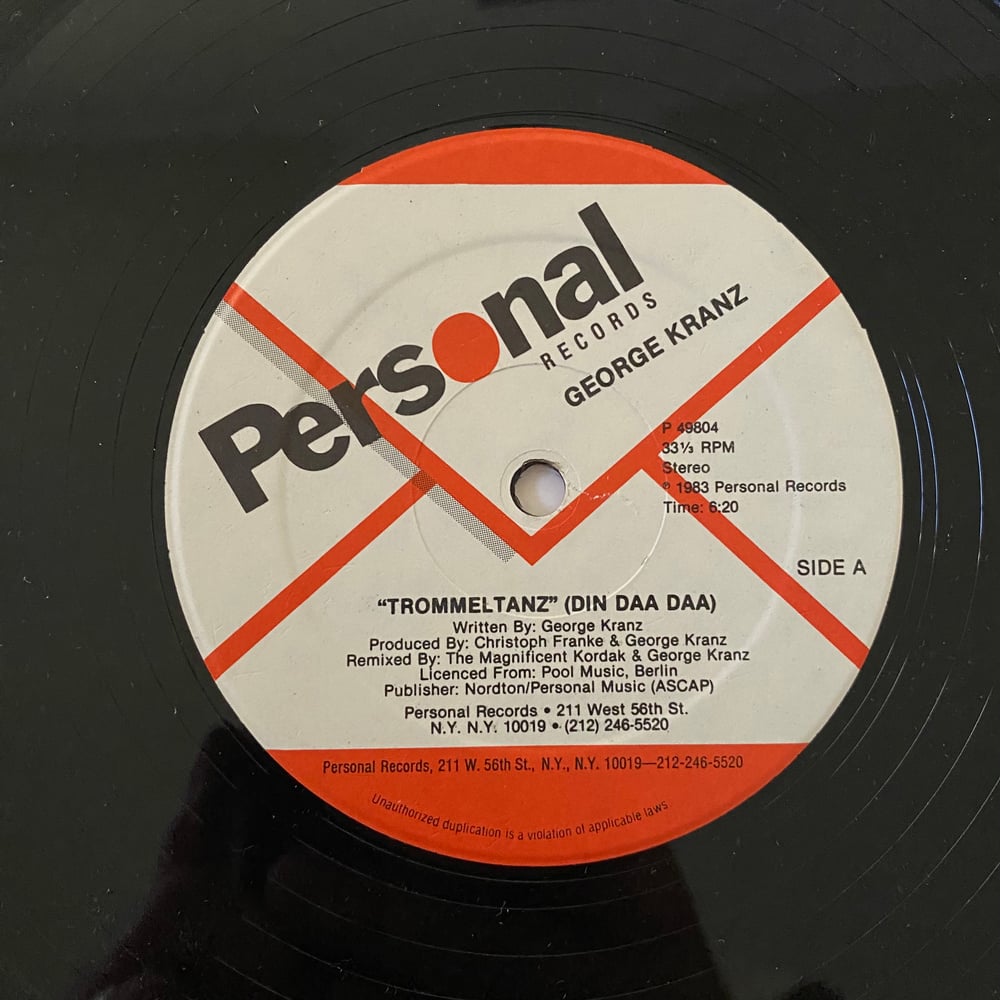 Personal
RECORDS
GEORGE KRANZ
P 49804
33⅓ RPM
Stereo
℗ 1983 Personal Records
Time: 6:20
SIDE A
“TROMMELTANZ” (DIN DAA DAA)
Written By: George Kranz
Produced By: Christoph Franke & George Kranz
Remixed By: The Magnificent Kordak & George Kranz
Licenced From: Pool Music, Berlin
Publisher: Nordton/Personal Music (ASCAP)
Personal Records • 211 West 56th St.
N.Y. N.Y. 10019 • (212) 246-5520
Personal Records, 211 W. 56th St., N.Y., N.Y. 10019—212-246-5520
Unauthorized duplication is a violation of applicable laws